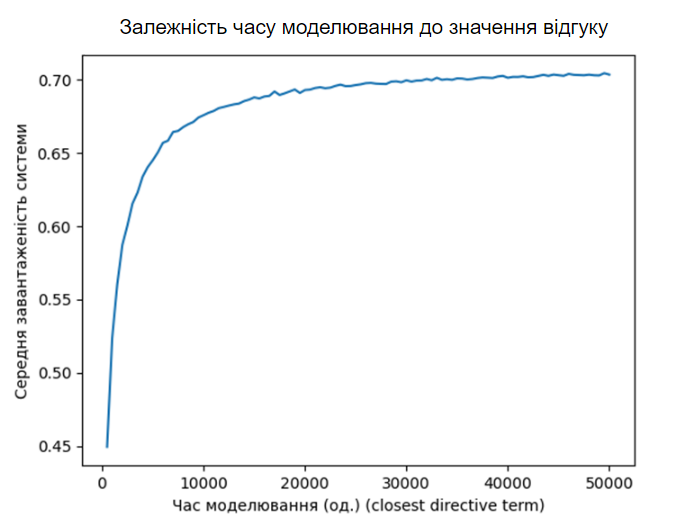 Залежність часу моделювання до значення відгуку
0.70
0.65
0.60
0.55
0.50
0.45
Середня завантаженість системи
0 10000 20000 30000 40000 50000
Час моделювання (од.) (closest directive term)